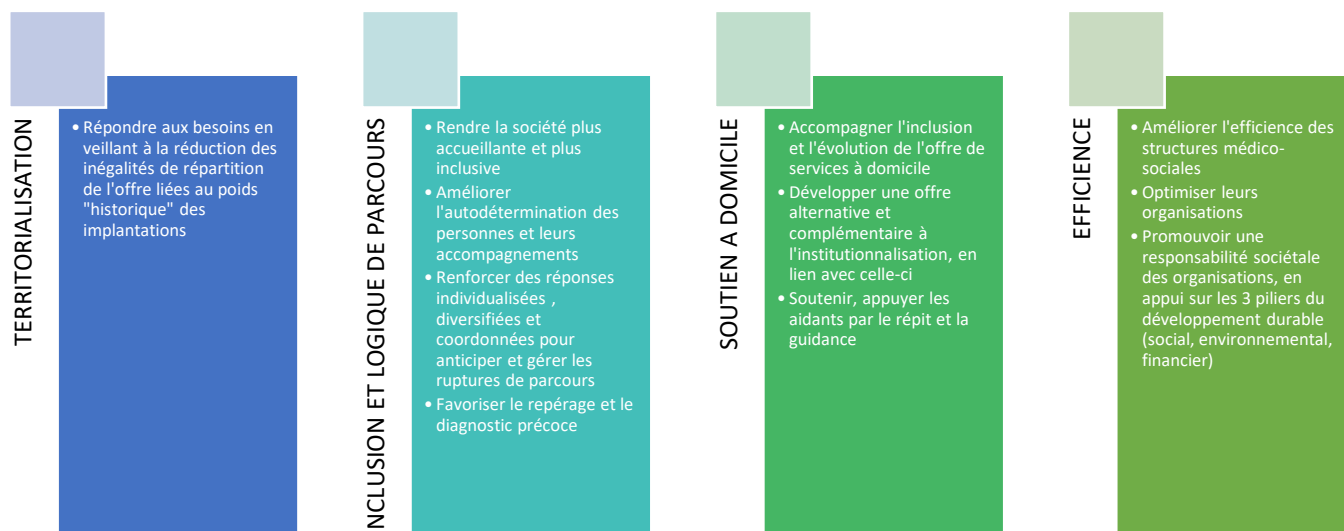 TERRITORIALISATION
• Répondre aux besoins en
veillant à la réduction des
inégalités de répartition
de l'offre liées au poids
"historique" des
implantations
NCLUSION ET LOGIQUE DE PARCOURS
• Rendre la société plus
accueillante et plus
inclusive
• Améliorer
l'autodétermination des
personnes et leurs
accompagnements
• Renforcer des réponses
individualisées ,
diversifiées et
coordonnées pour
anticiper et gérer les
ruptures de parcours
• Favoriser le repérage et le
diagnostic précoce
SOUTIEN A DOMICILE
• Accompagner l'inclusion
et l'évolution de l'offre de
services à domicile
• Développer une offre
alternative et
complémentaire à
l'institutionnalisation, en
lien avec celle-ci
• Soutenir, appuyer les
aidants par le répit et la
guidance
EFFICIENCE
• Améliorer l'efficience des
structures médico-
sociales
• Optimiser leurs
organisations
• Promouvoir une
responsabilité sociétale
des organisations, en
appui sur les 3 piliers du
développement durable
(social, environnemental,
financier)